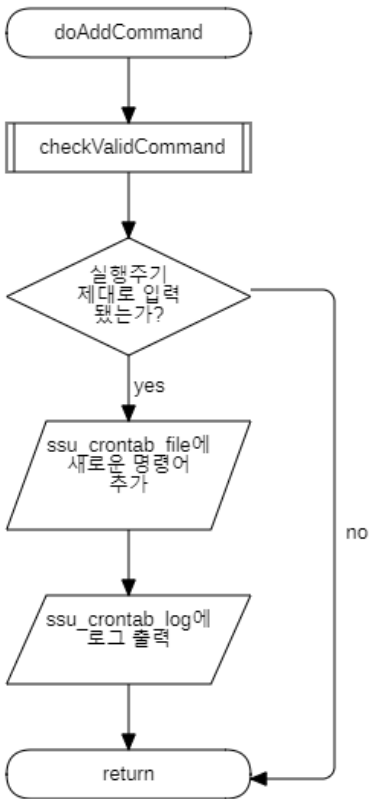 doAddCommand
checkValidCommand
실행주기
제대로 입력
됐는가?
yes
ssu_crontab_file에
새로운 명령어
추가
no
ssu_crontab_log에
로그 출력
return